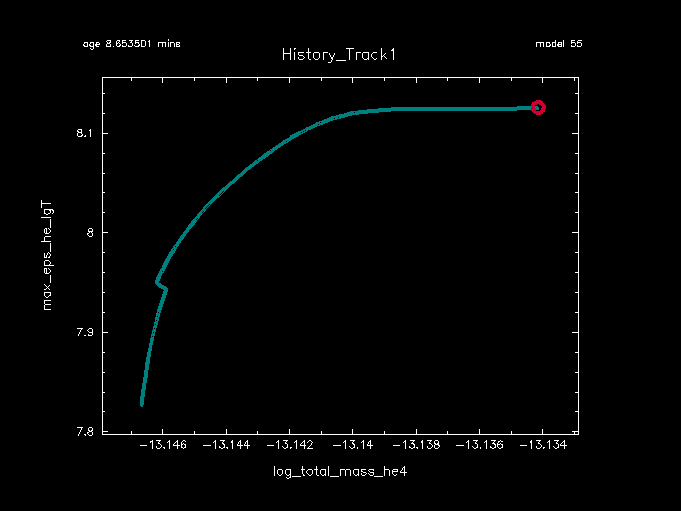 age 8.653501 mins
model 55
History_Track1
8.1
8
7.9
7.8
max_eps_he_lgT
−13.146
−13.144
−13.142
−13.14
−13.138
−13.136
−13.134
log_total_mass_he4